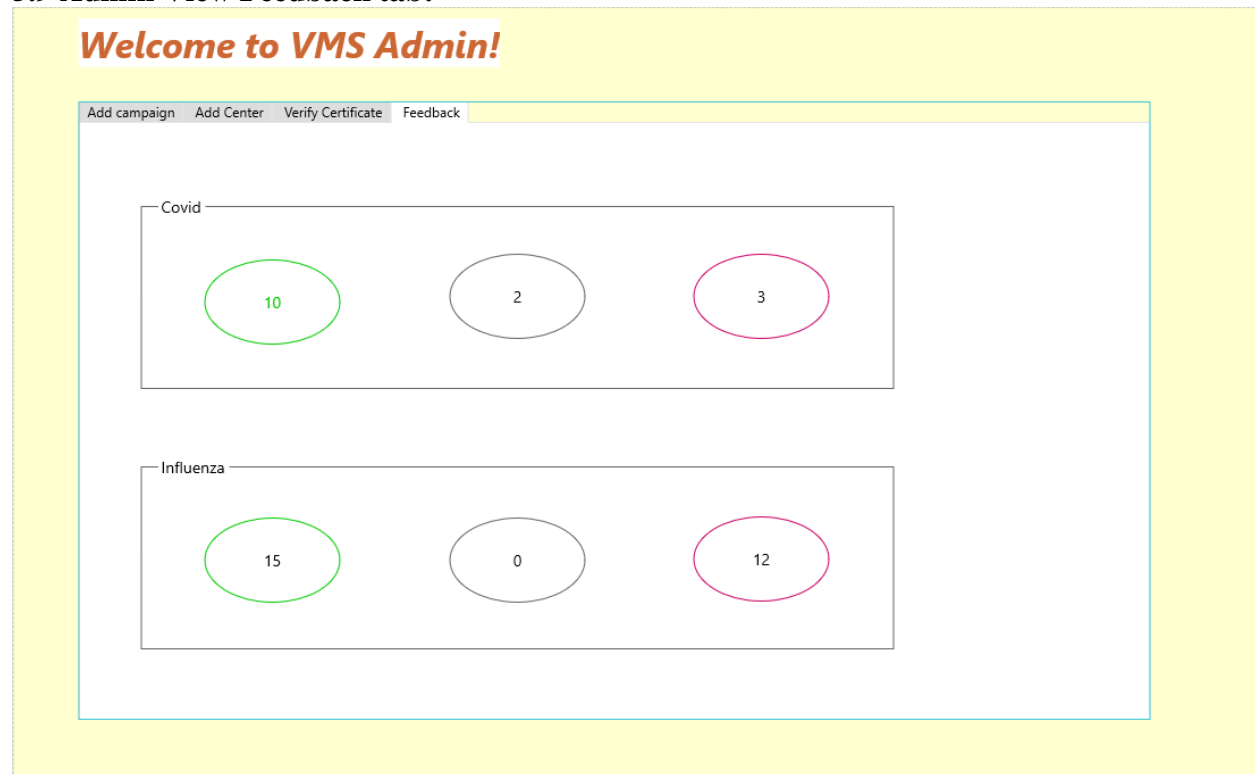 Welcome to VMS Admin!
Add campaign Add Center Verify Certificate Feedback
Covid
10 2 3
Influenza
15 0 12